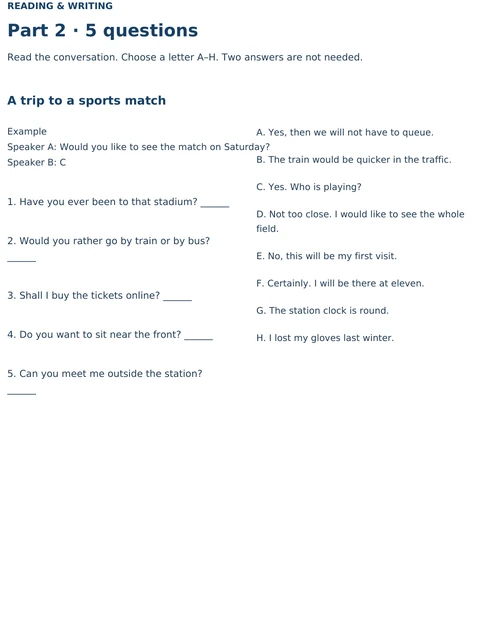 READING & WRITING
Part 2 · 5 questions
Read the conversation. Choose a letter A–H. Two answers are not needed.
A trip to a sports match
Example
Speaker A: Would you like to see the match on Saturday?
Speaker B: C
1. Have you ever been to that stadium? ______
2. Would you rather go by train or by bus?
______
3. Shall I buy the tickets online? ______
4. Do you want to sit near the front? ______
5. Can you meet me outside the station?
______
A. Yes, then we will not have to queue.
B. The train would be quicker in the traffic.
C. Yes. Who is playing?
D. Not too close. I would like to see the whole
field.
E. No, this will be my first visit.
F. Certainly. I will be there at eleven.
G. The station clock is round.
H. I lost my gloves last winter.